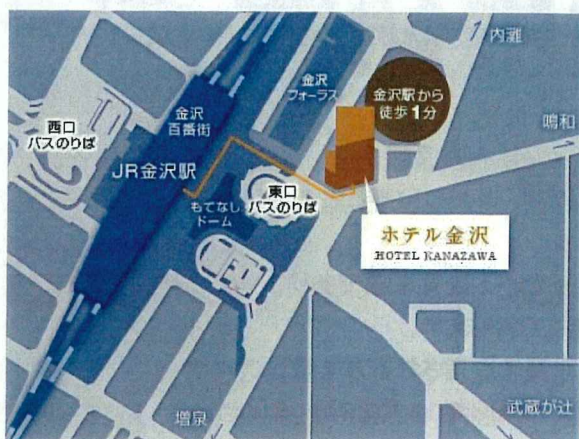 内灘
金沢
フォーラス
金沢駅から
徒歩1分
鳴和
金沢
百番街
西口
バスのりば
JR金沢駅
東口
バスのりば
もてなし
ドーム
ホテル金沢
HOTEL KANAZAWA
武蔵が辻
増泉